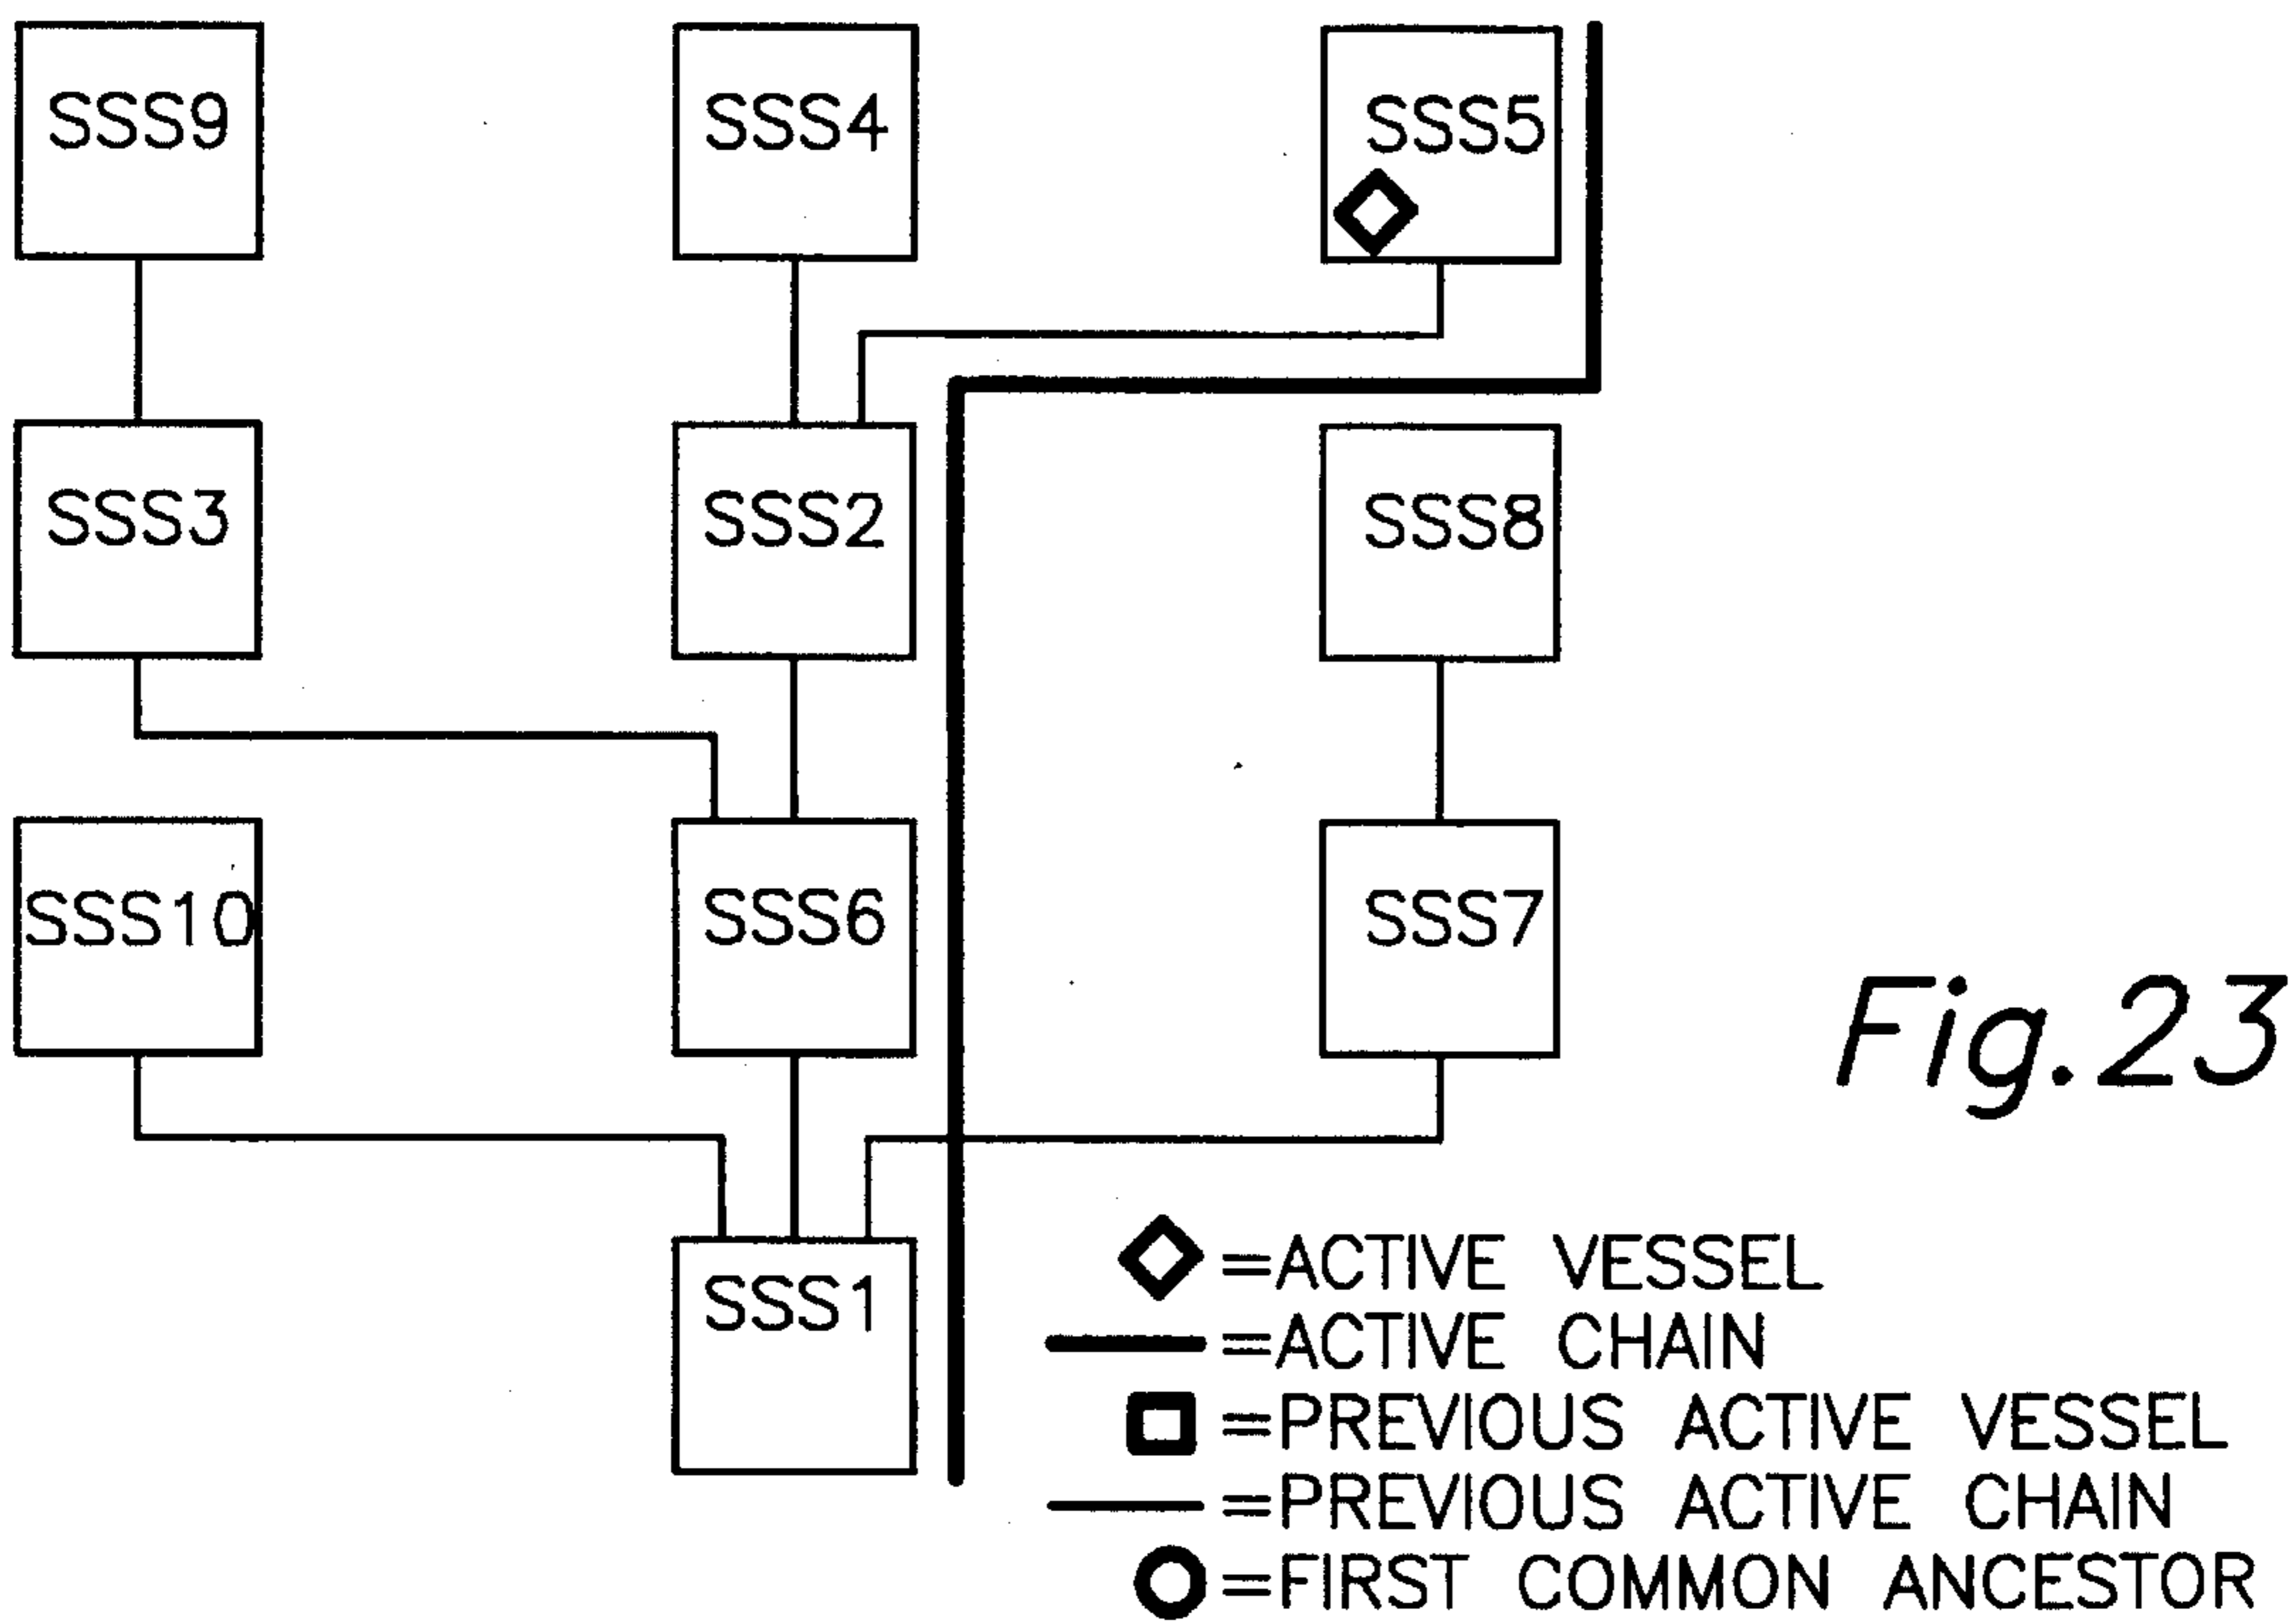 SSS9
SSS4
SSS5
SSS3
SSS2
SSS8
SSS10
SSS6
SSS7
Fig.23
SSS1
=ACTIVE VESSEL
=ACTIVE CHAIN
=PREVIOUS ACTIVE VESSEL
=PREVIOUS ACTIVE CHAIN
=FIRST COMMON ANCESTOR